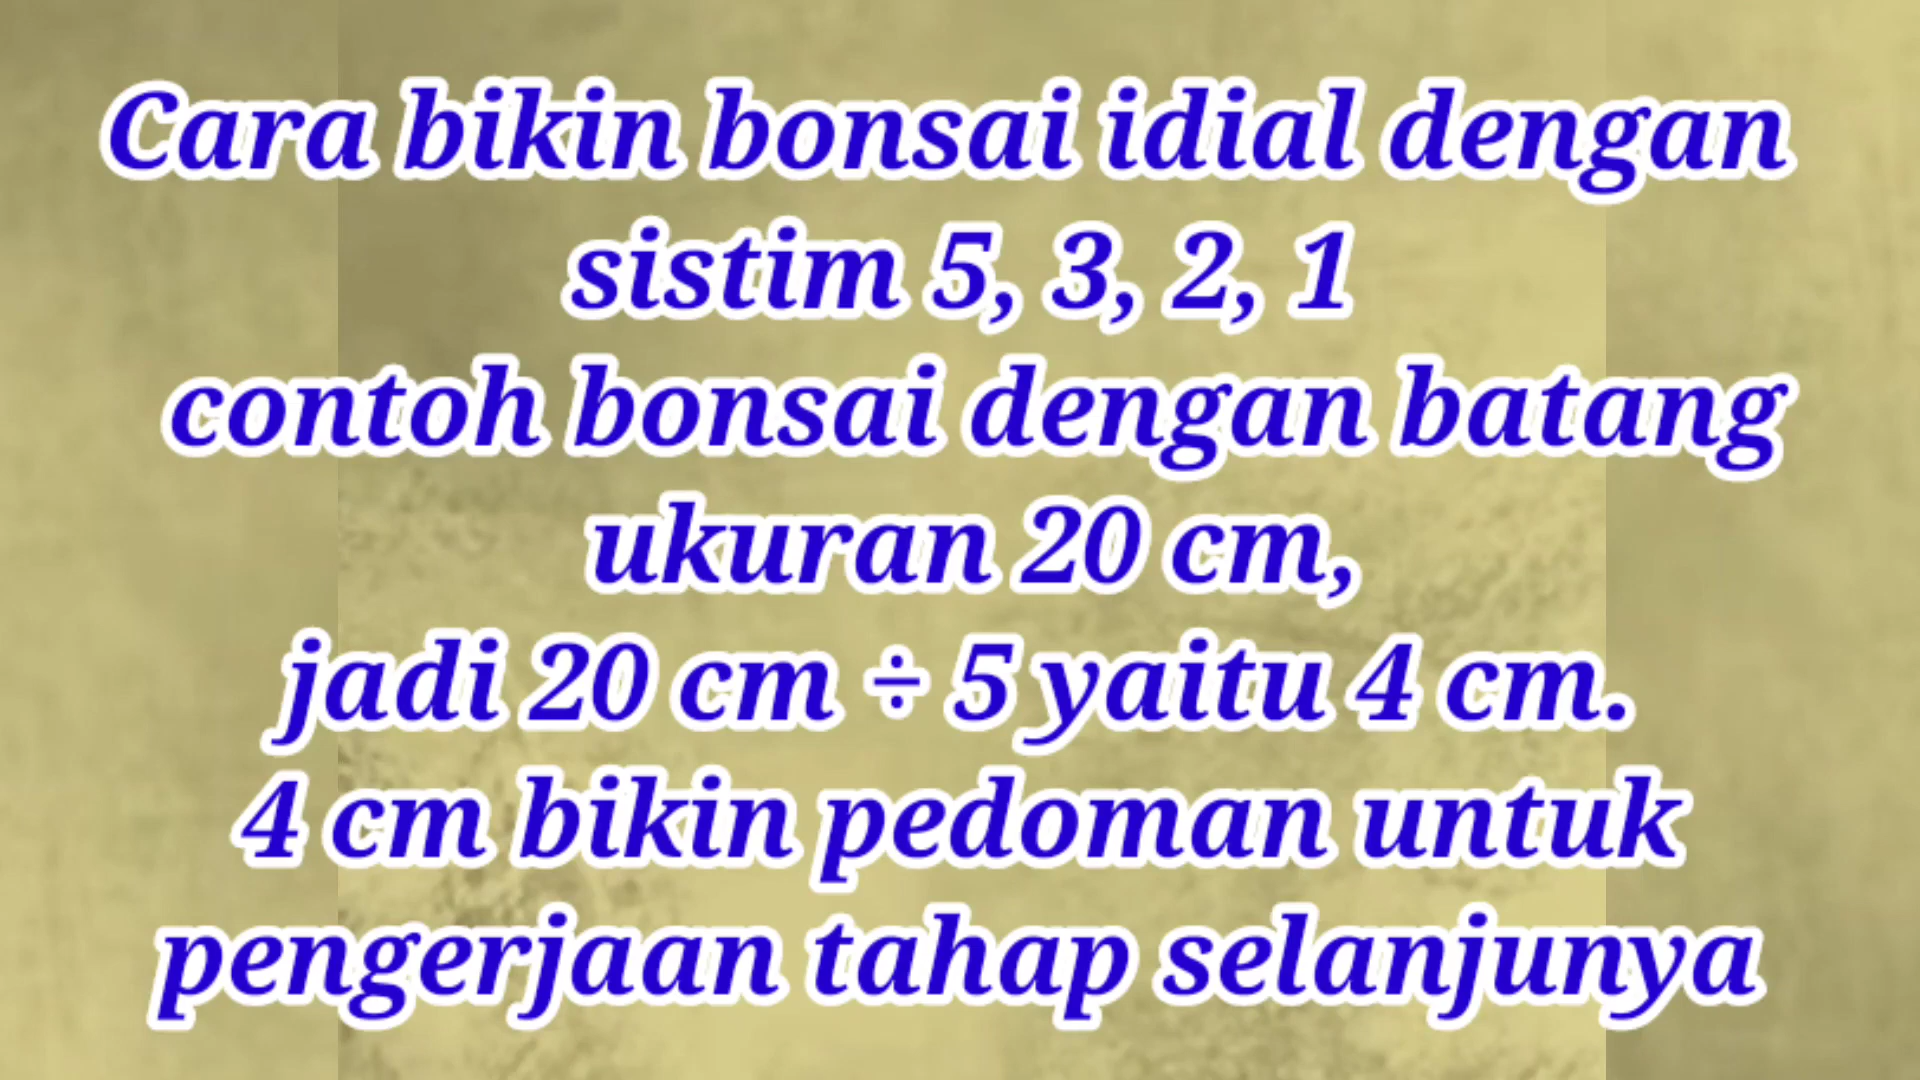 Cara bikin bonsai idial dengan
sistim 5, 3, 2, 1
contoh bonsai dengan batang
ukuran 20 cm,
jadi 20 cm ÷ 5 yaitu 4 cm.
4 cm bikin pedoman untuk
pengerjaan tahap selanjunya